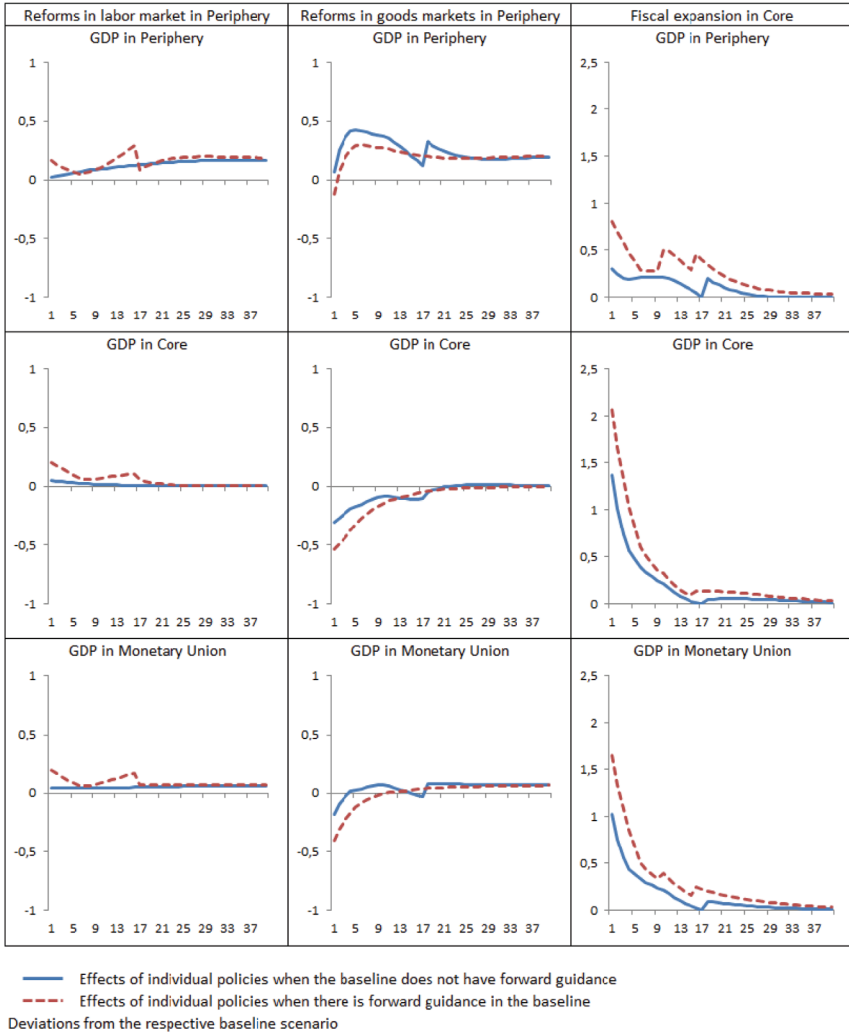 Reforms in labor market in Periphery
Reforms in goods markets in Periphery
Fiscal expansion in Core
GDP in Periphery
1
0,5
0
-0,5
-1
1 5 9 13 17 21 25 29 33 37
GDP in Periphery
1
0,5
0
-0,5
-1
1 5 9 13 17 21 25 29 33 37
GDP in Periphery
2,5
2
1,5
1
0,5
0
1 5 9 13 17 21 25 29 33 37
GDP in Core
1
0,5
0
-0,5
-1
1 5 9 13 17 21 25 29 33 37
GDP in Core
1
0,5
0
-0,5
-1
1 5 9 13 17 21 25 29 33 37
GDP in Core
2,5
2
1,5
1
0,5
0
1 5 9 13 17 21 25 29 33 37
GDP in Monetary Union
1
0,5
0
-0,5
-1
1 5 9 13 17 21 25 29 33 37
GDP in Monetary Union
1
0,5
0
-0,5
-1
1 5 9 13 17 21 25 29 33 37
GDP in Monetary Union
2,5
2
1,5
1
0,5
0
1 5 9 13 17 21 25 29 33 37
Effects of individual policies when the baseline does not have forward guidance
Effects of individual policies when there is forward guidance in the baseline
Deviations from the respective baseline scenario